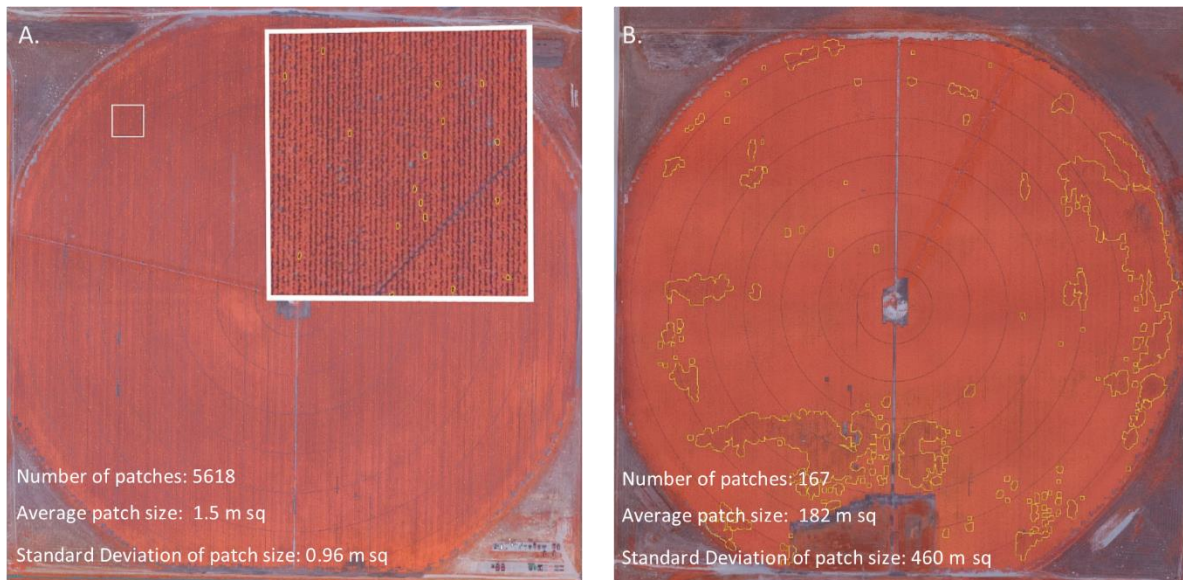 A.
Number of patches: 5618
Average patch size: 1.5 m sq
Standard Deviation of patch size: 0.96 m sq
B.
Number of patches: 167
Average patch size: 182 m sq
Standard Deviation of patch size: 460 m sq